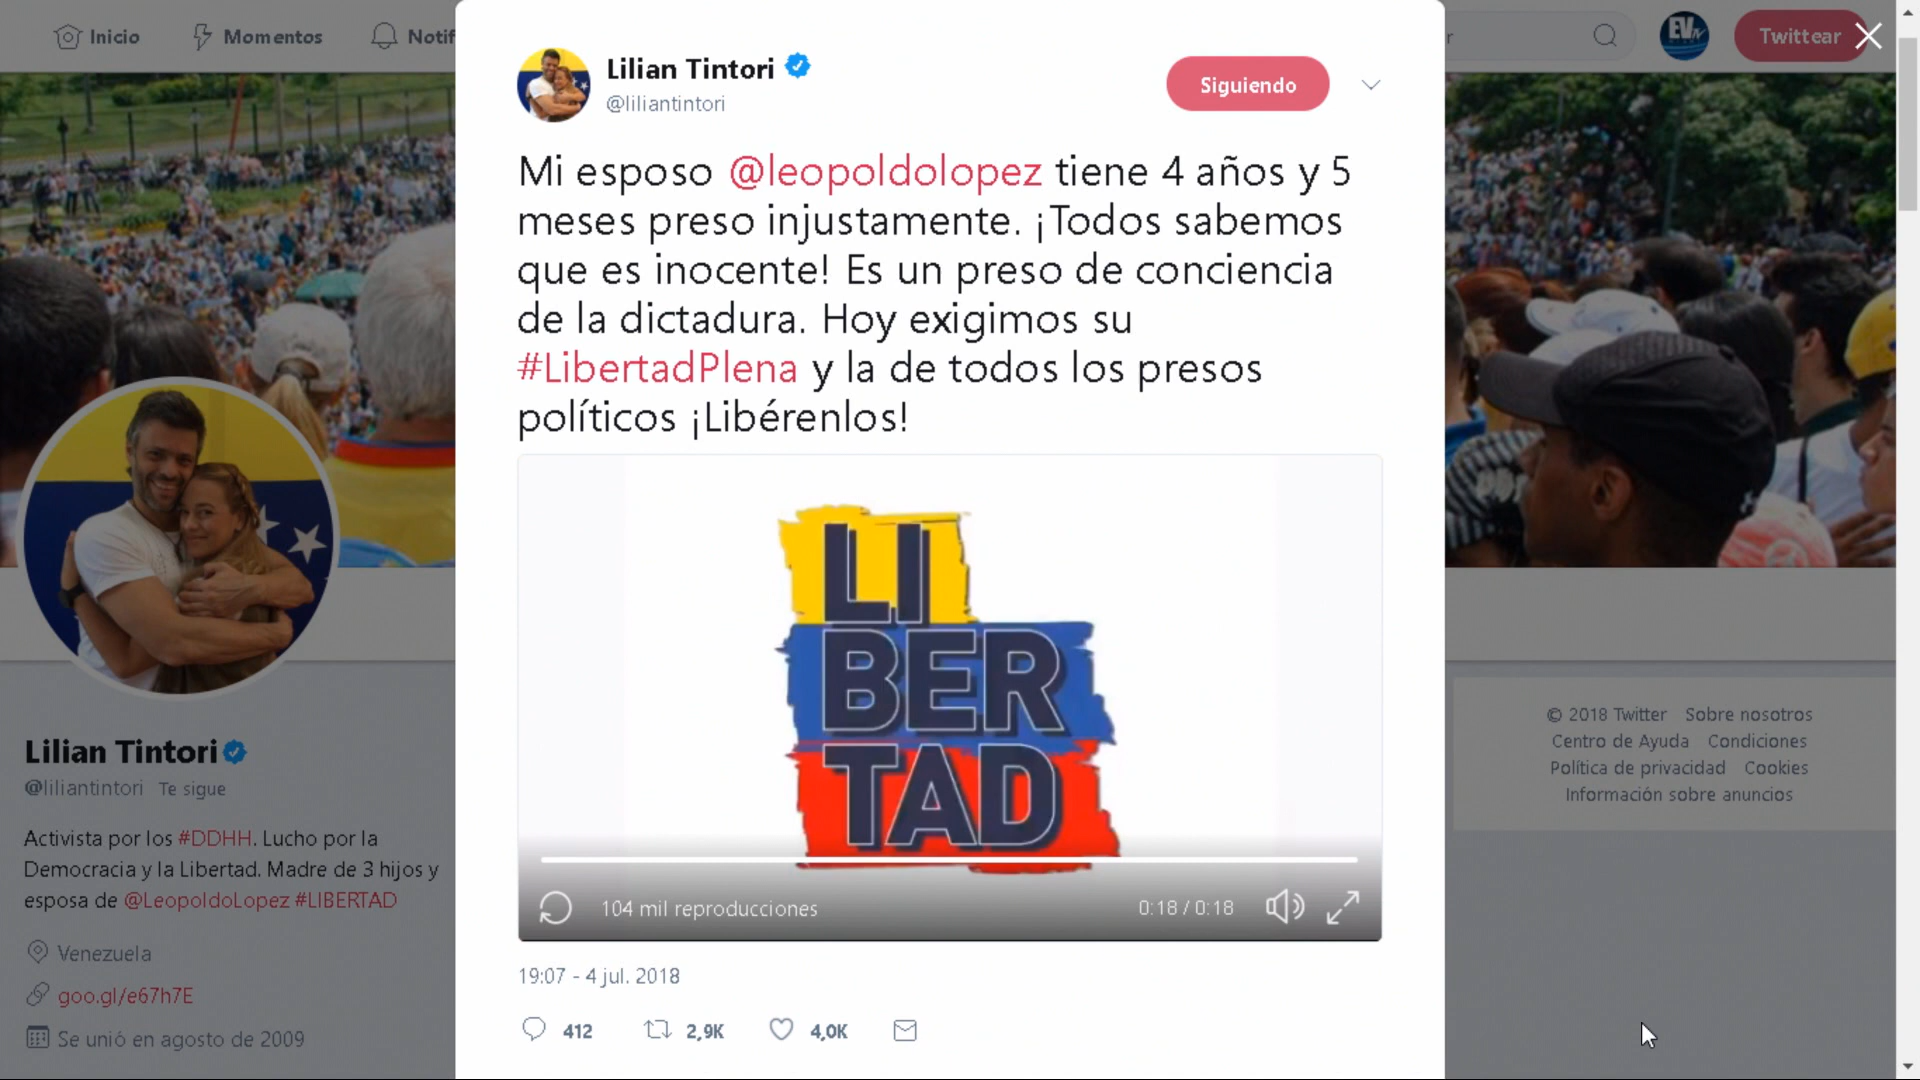 Inicio
Momentos
Notif
r
EVtv
Twittear
Lilian Tintori
@liliantintori
Siguiendo
Mi esposo @leopoldolopez tiene 4 años y 5
meses preso injustamente. ¡Todos sabemos
que es inocente! Es un preso de conciencia
de la dictadura. Hoy exigimos su
#LibertadPlena y la de todos los presos
políticos ¡Libérenlos!
LI
BER
TAD
104 mil reproducciones
0:18 / 0:18
19:07 - 4 jul. 2018
412
2,9K
4,0K
Lilian Tintori
@liliantintori Te sigue
Activista por los #DDHH. Lucho por la
Democracia y la Libertad. Madre de 3 hijos y
esposa de @LeopoldoLopez #LIBERTAD
Venezuela
goo.gl/e67h7E
Se unió en agosto de 2009
© 2018 Twitter Sobre nosotros
Centro de Ayuda Condiciones
Política de privacidad Cookies
Información sobre anuncios